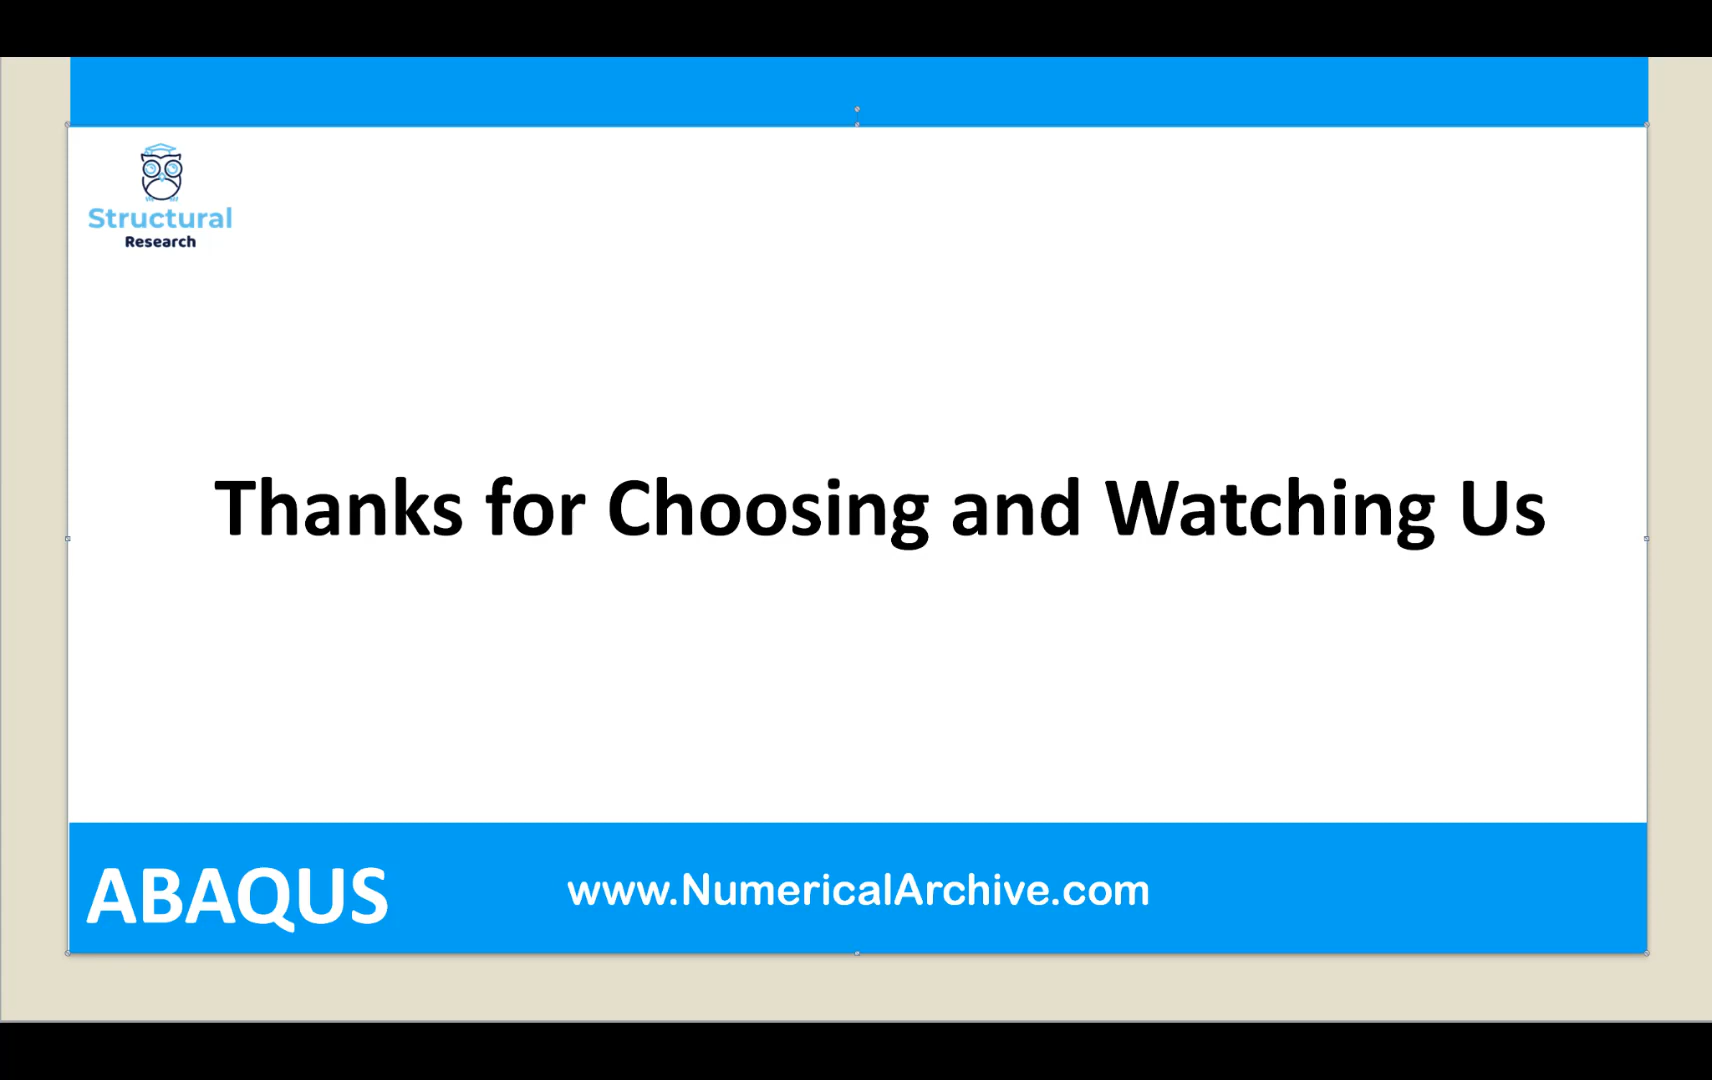 Structural
Research
Thanks for Choosing and Watching Us
ABAQUS
www.NumericalArchive.com